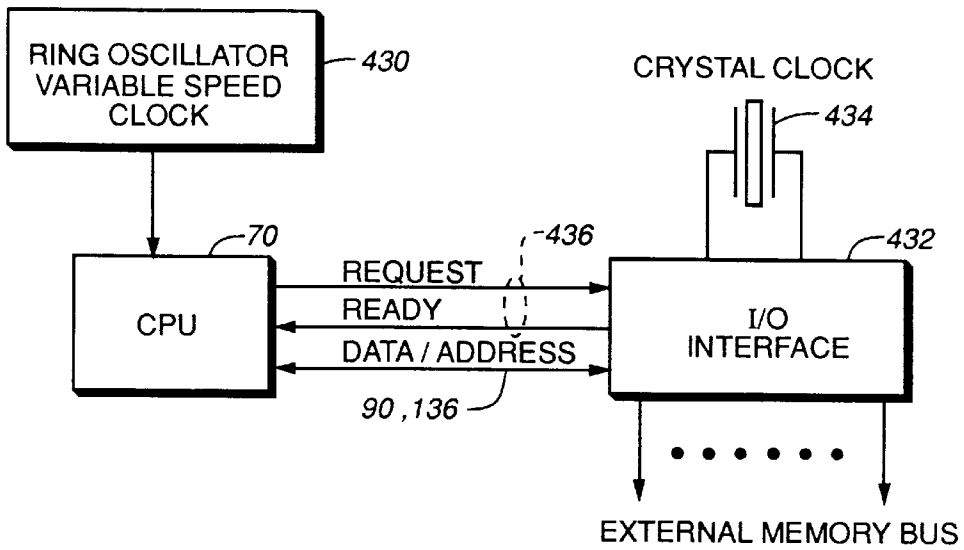 RING OSCILLATOR
VARIABLE SPEED
CLOCK
430
CRYSTAL CLOCK
434
70
CPU
436
REQUEST
READY
DATA / ADDRESS
90 ,136
432
I/O
INTERFACE
EXTERNAL MEMORY BUS